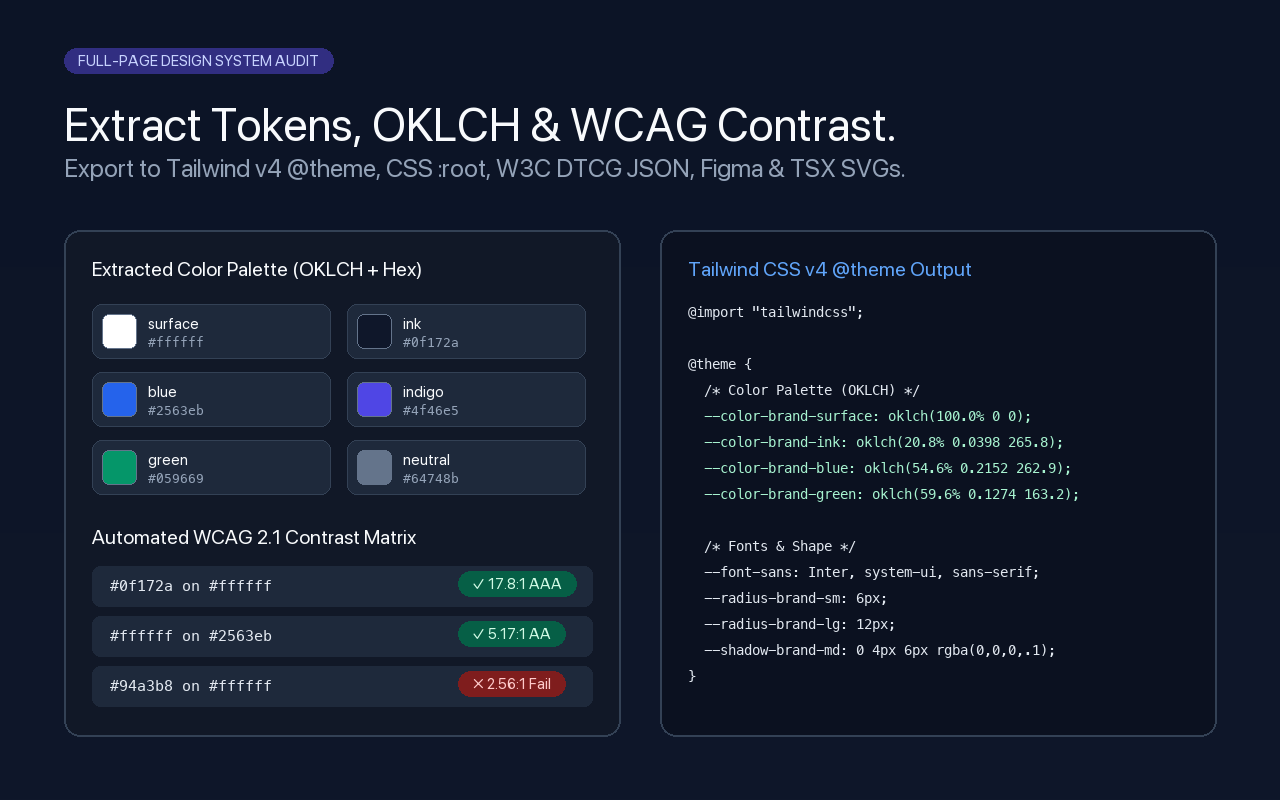 FULL-PAGE DESIGN SYSTEM AUDIT
Extract Tokens, OKLCH & WCAG Contrast.
Export to Tailwind v4 @theme, CSS :root, W3C DTCG JSON, Figma & TSX SVGs.
Extracted Color Palette (OKLCH + Hex)
surface
#ffffff
ink
#0f172a
blue
#2563eb
indigo
#4f46e5
green
#059669
neutral
#64748b
Automated WCAG 2.1 Contrast Matrix
#0f172a on #ffffff
✓ 17.8:1 AAA
#ffffff on #2563eb
✓ 5.17:1 AA
#94a3b8 on #ffffff
✕ 2.56:1 Fail
Tailwind CSS v4 @theme Output
@import "tailwindcss";
@theme {
/* Color Palette (OKLCH) */
--color-brand-surface: oklch(100.0% 0 0);
--color-brand-ink: oklch(20.8% 0.0398 265.8);
--color-brand-blue: oklch(54.6% 0.2152 262.9);
--color-brand-green: oklch(59.6% 0.1274 163.2);
/* Fonts & Shape */
--font-sans: Inter, system-ui, sans-serif;
--radius-brand-sm: 6px;
--radius-brand-lg: 12px;
--shadow-brand-md: 0 4px 6px rgba(0,0,0,.1);
}